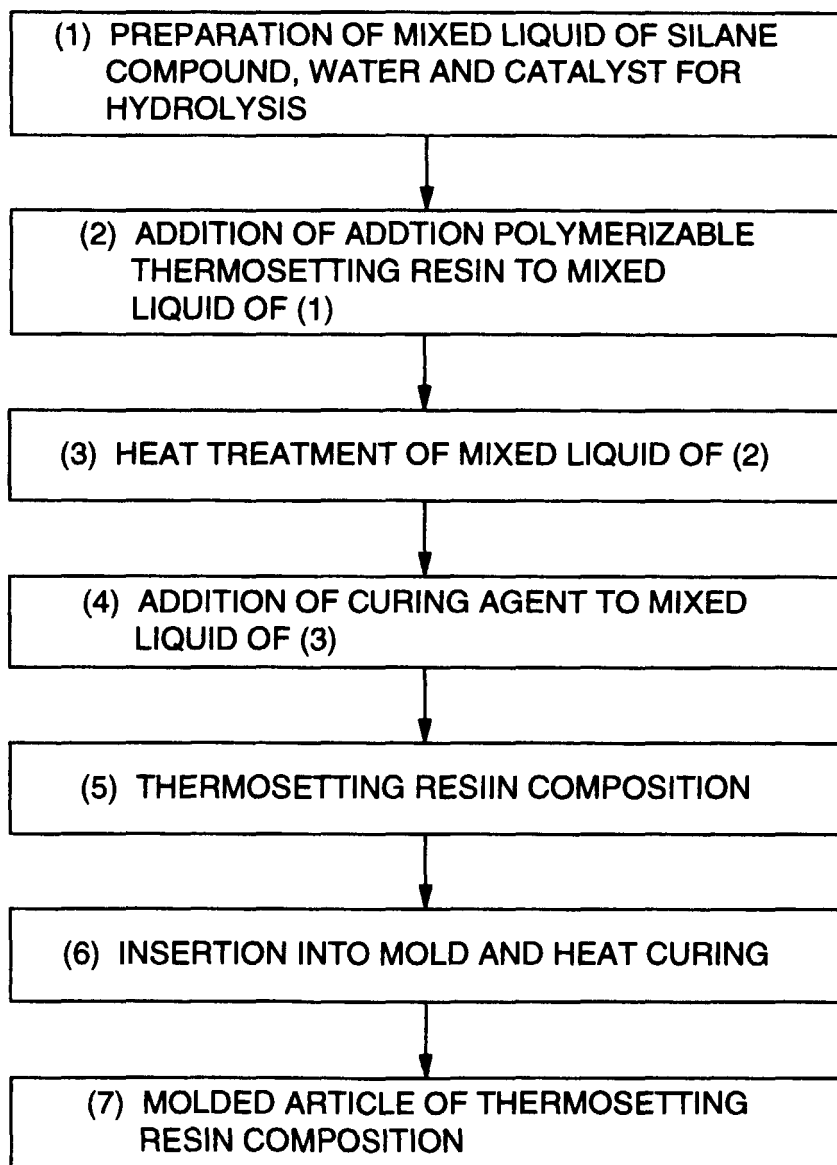 (1) PREPARATION OF MIXED LIQUID OF SILANE
COMPOUND, WATER AND CATALYST FOR
HYDROLYSIS
(2) ADDITION OF ADDTION POLYMERIZABLE
THERMOSETTING RESIN TO MIXED
LIQUID OF (1)
(3) HEAT TREATMENT OF MIXED LIQUID OF (2)
(4) ADDITION OF CURING AGENT TO MIXED
LIQUID OF (3)
(5) THERMOSETTING RESIIN COMPOSITION
(6) INSERTION INTO MOLD AND HEAT CURING
(7) MOLDED ARTICLE OF THERMOSETTING
RESIN COMPOSITION